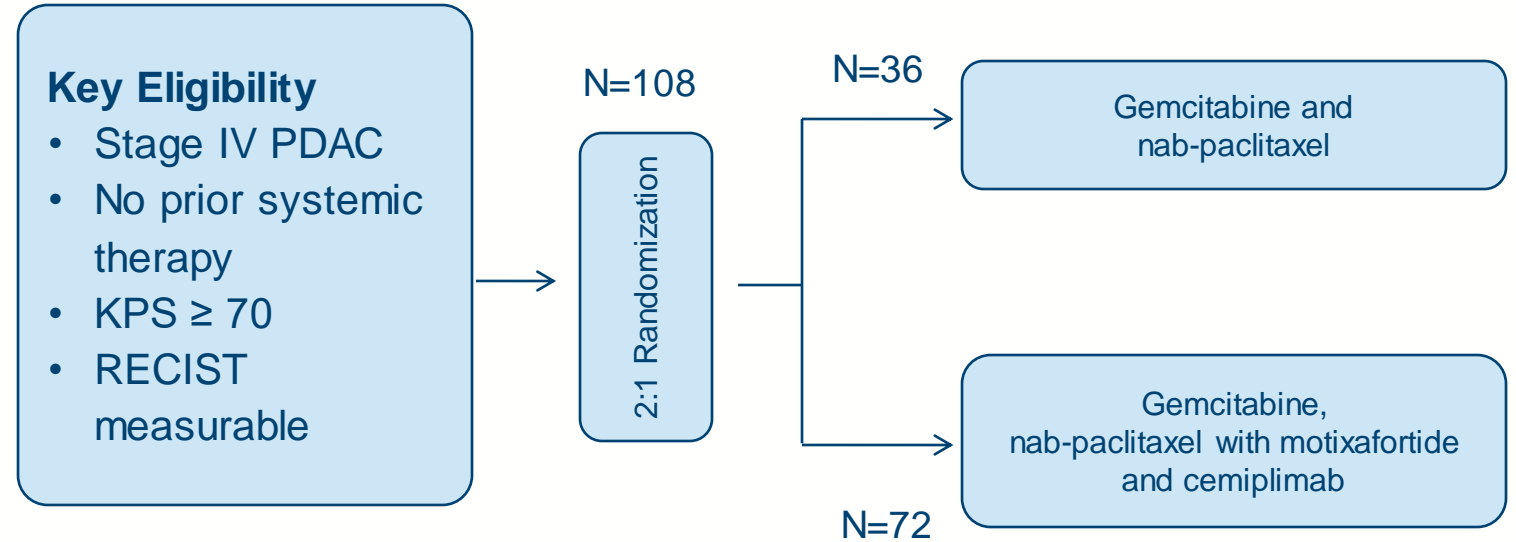 Key Eligibility
• Stage IV PDAC
• No prior systemic
therapy
• KPS ≥ 70
• RECIST
measurable
N=108
2:1 Randomization
N=36
Gemcitabine and
nab-paclitaxel
Gemcitabine,
nab-paclitaxel with motixafortide
and cemiplimab
N=72